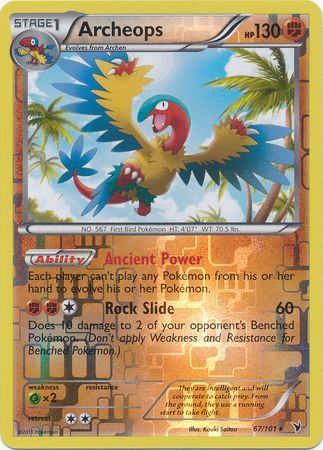 STAGE1
Archeops
HP130
Evolves from Archen
NO. 567 First Bird Pokémon HT: 4'07" WT: 70.5 lbs.
Ability
Ancient Power
Each player can't play any Pokémon from his or her
hand to evolve his or her Pokémon.
Rock Slide 60
Does 10 damage to 2 of your opponent's Benched
Pokémon. (Don't apply Weakness and Resistance for
Benched Pokémon.)
weakness
resistance
×2
retreat
They are intelligent and will
cooperate to catch prey. From
the ground, they use a running
start to take flight.
©2011 Pokémon
Illus. Kouki Saitou
67/101